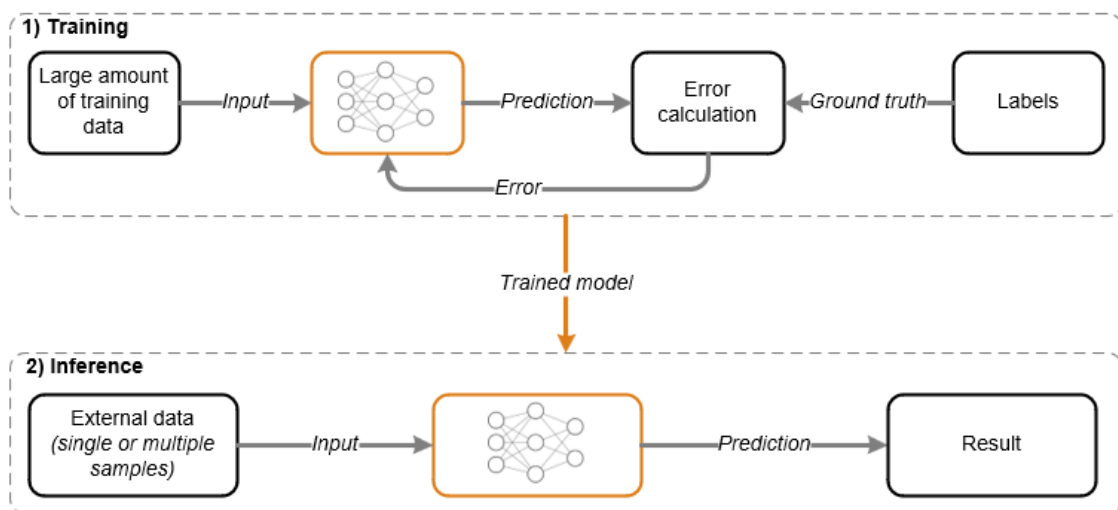 1) Training
Large amount
of training
data
Input
Prediction
Error
calculation
Ground truth
Labels
Error
Trained model
2) Inference
External data
(single or multiple
samples)
Input
Prediction
Result